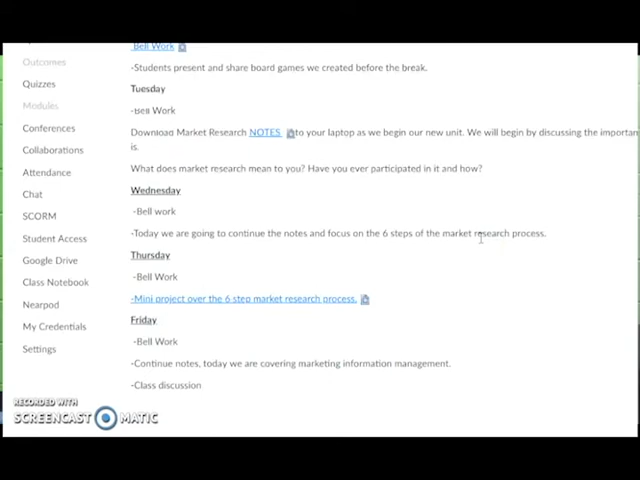 Bell Work
Outcomes
-Students present and share board games we created before the break.
Quizzes
Tuesday
Modules
-Bell Work
Conferences
Download Market Research NOTES to your laptop as we begin our new unit. We will begin by discussing the importan
Collaborations
is.
Attendance
What does market research mean to you? Have you ever participated in it and how?
Chat
Wednesday
SCORM
-Bell work
Student Access
-Today we are going to continue the notes and focus on the 6 steps of the market research process.
Google Drive
Thursday
Class Notebook
-Bell Work
Nearpod
-Mini project over the 6 step market research process.
My Credentials
Friday
Settings
-Bell Work
-Continue notes, today we are covering marketing information management.
-Class discussion
RECORDED WITH
SCREENCAST MATIC